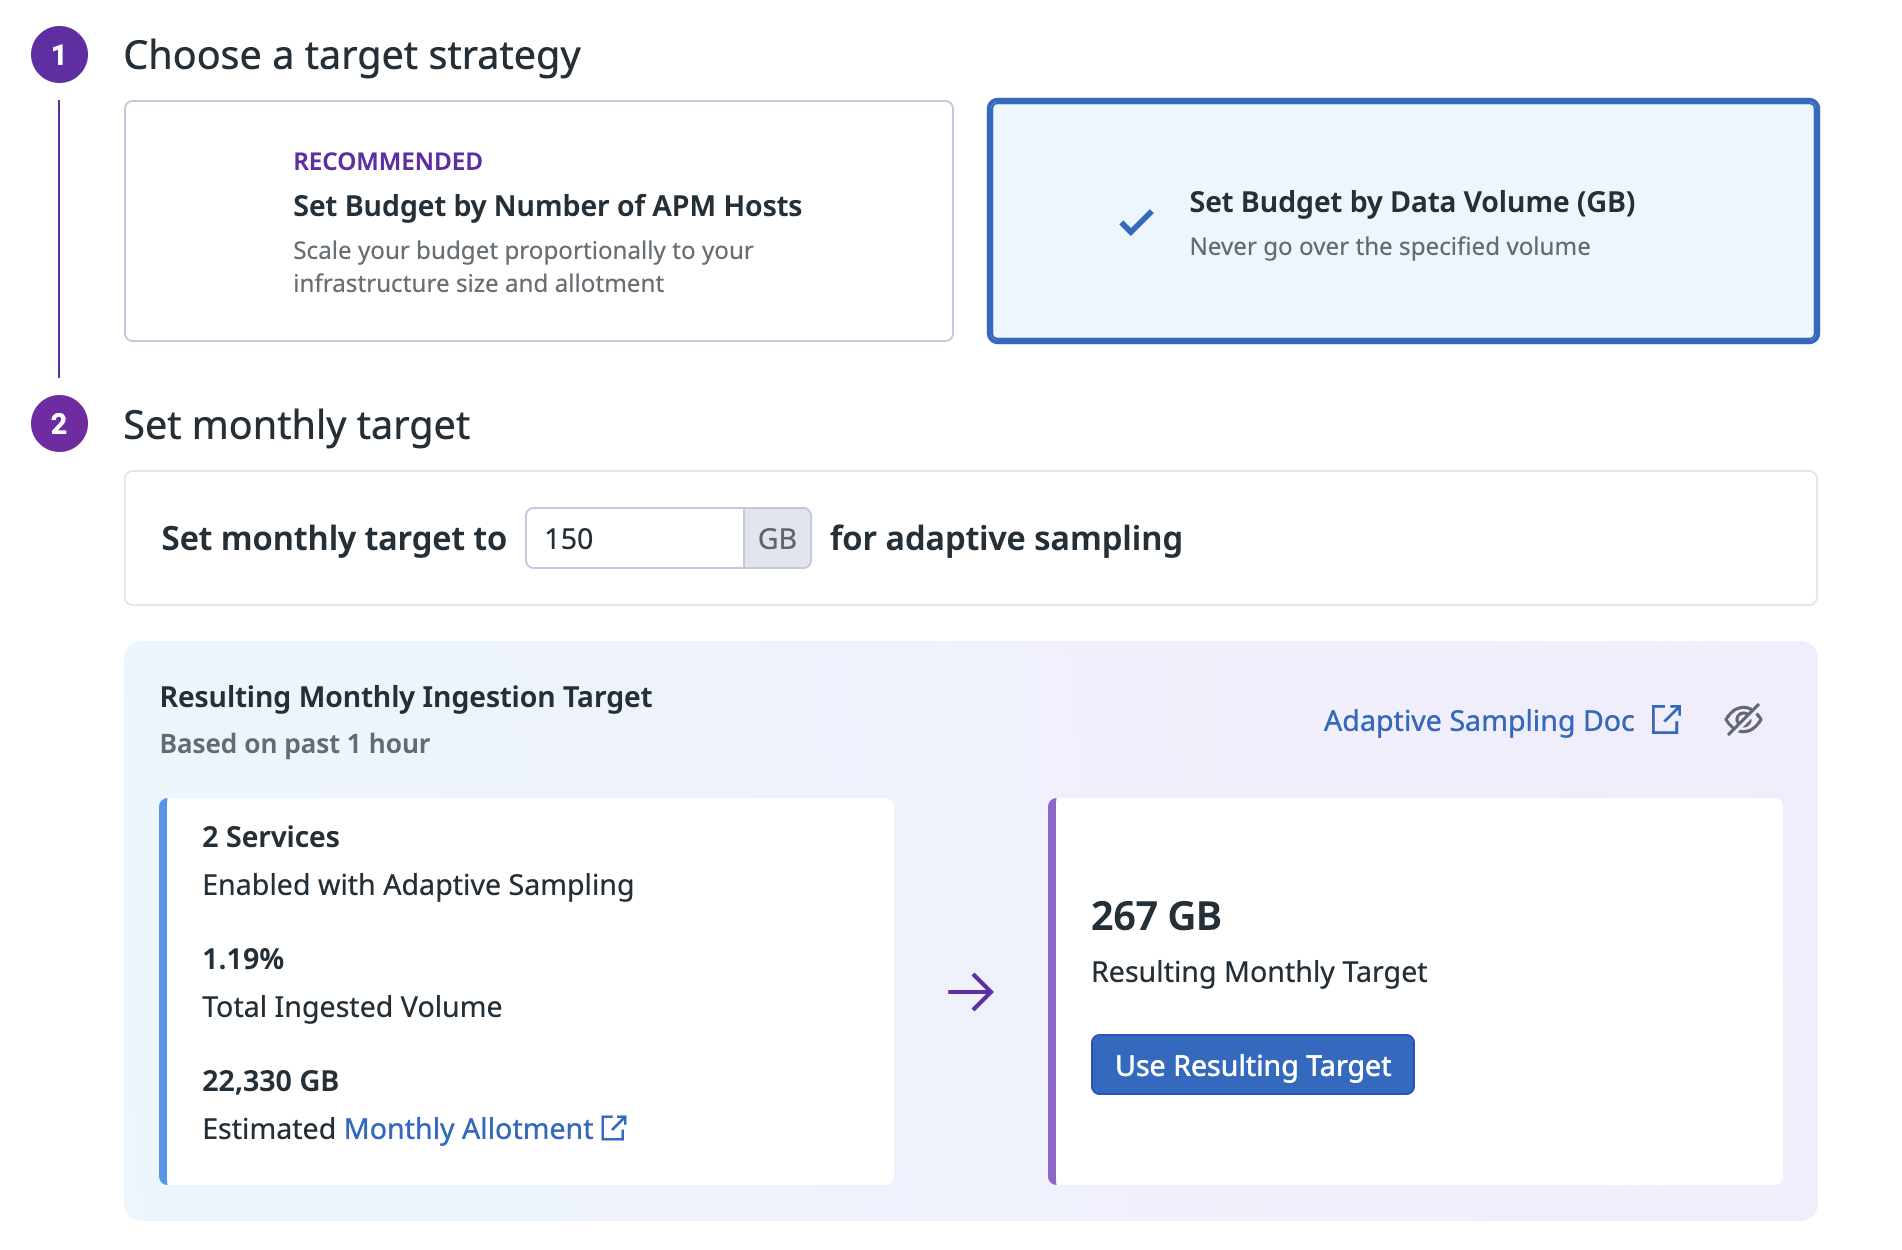 1
Choose a target strategy
RECOMMENDED
Set Budget by Number of APM Hosts
Scale your budget proportionally to your
infrastructure size and allotment
Set Budget by Data Volume (GB)
Never go over the specified volume
2
Set monthly target
Set monthly target to 150 GB for adaptive sampling
Resulting Monthly Ingestion Target
Based on past 1 hour
Adaptive Sampling Doc
2 Services
Enabled with Adaptive Sampling
1.19%
Total Ingested Volume
22,330 GB
Estimated Monthly Allotment
267 GB
Resulting Monthly Target
Use Resulting Target